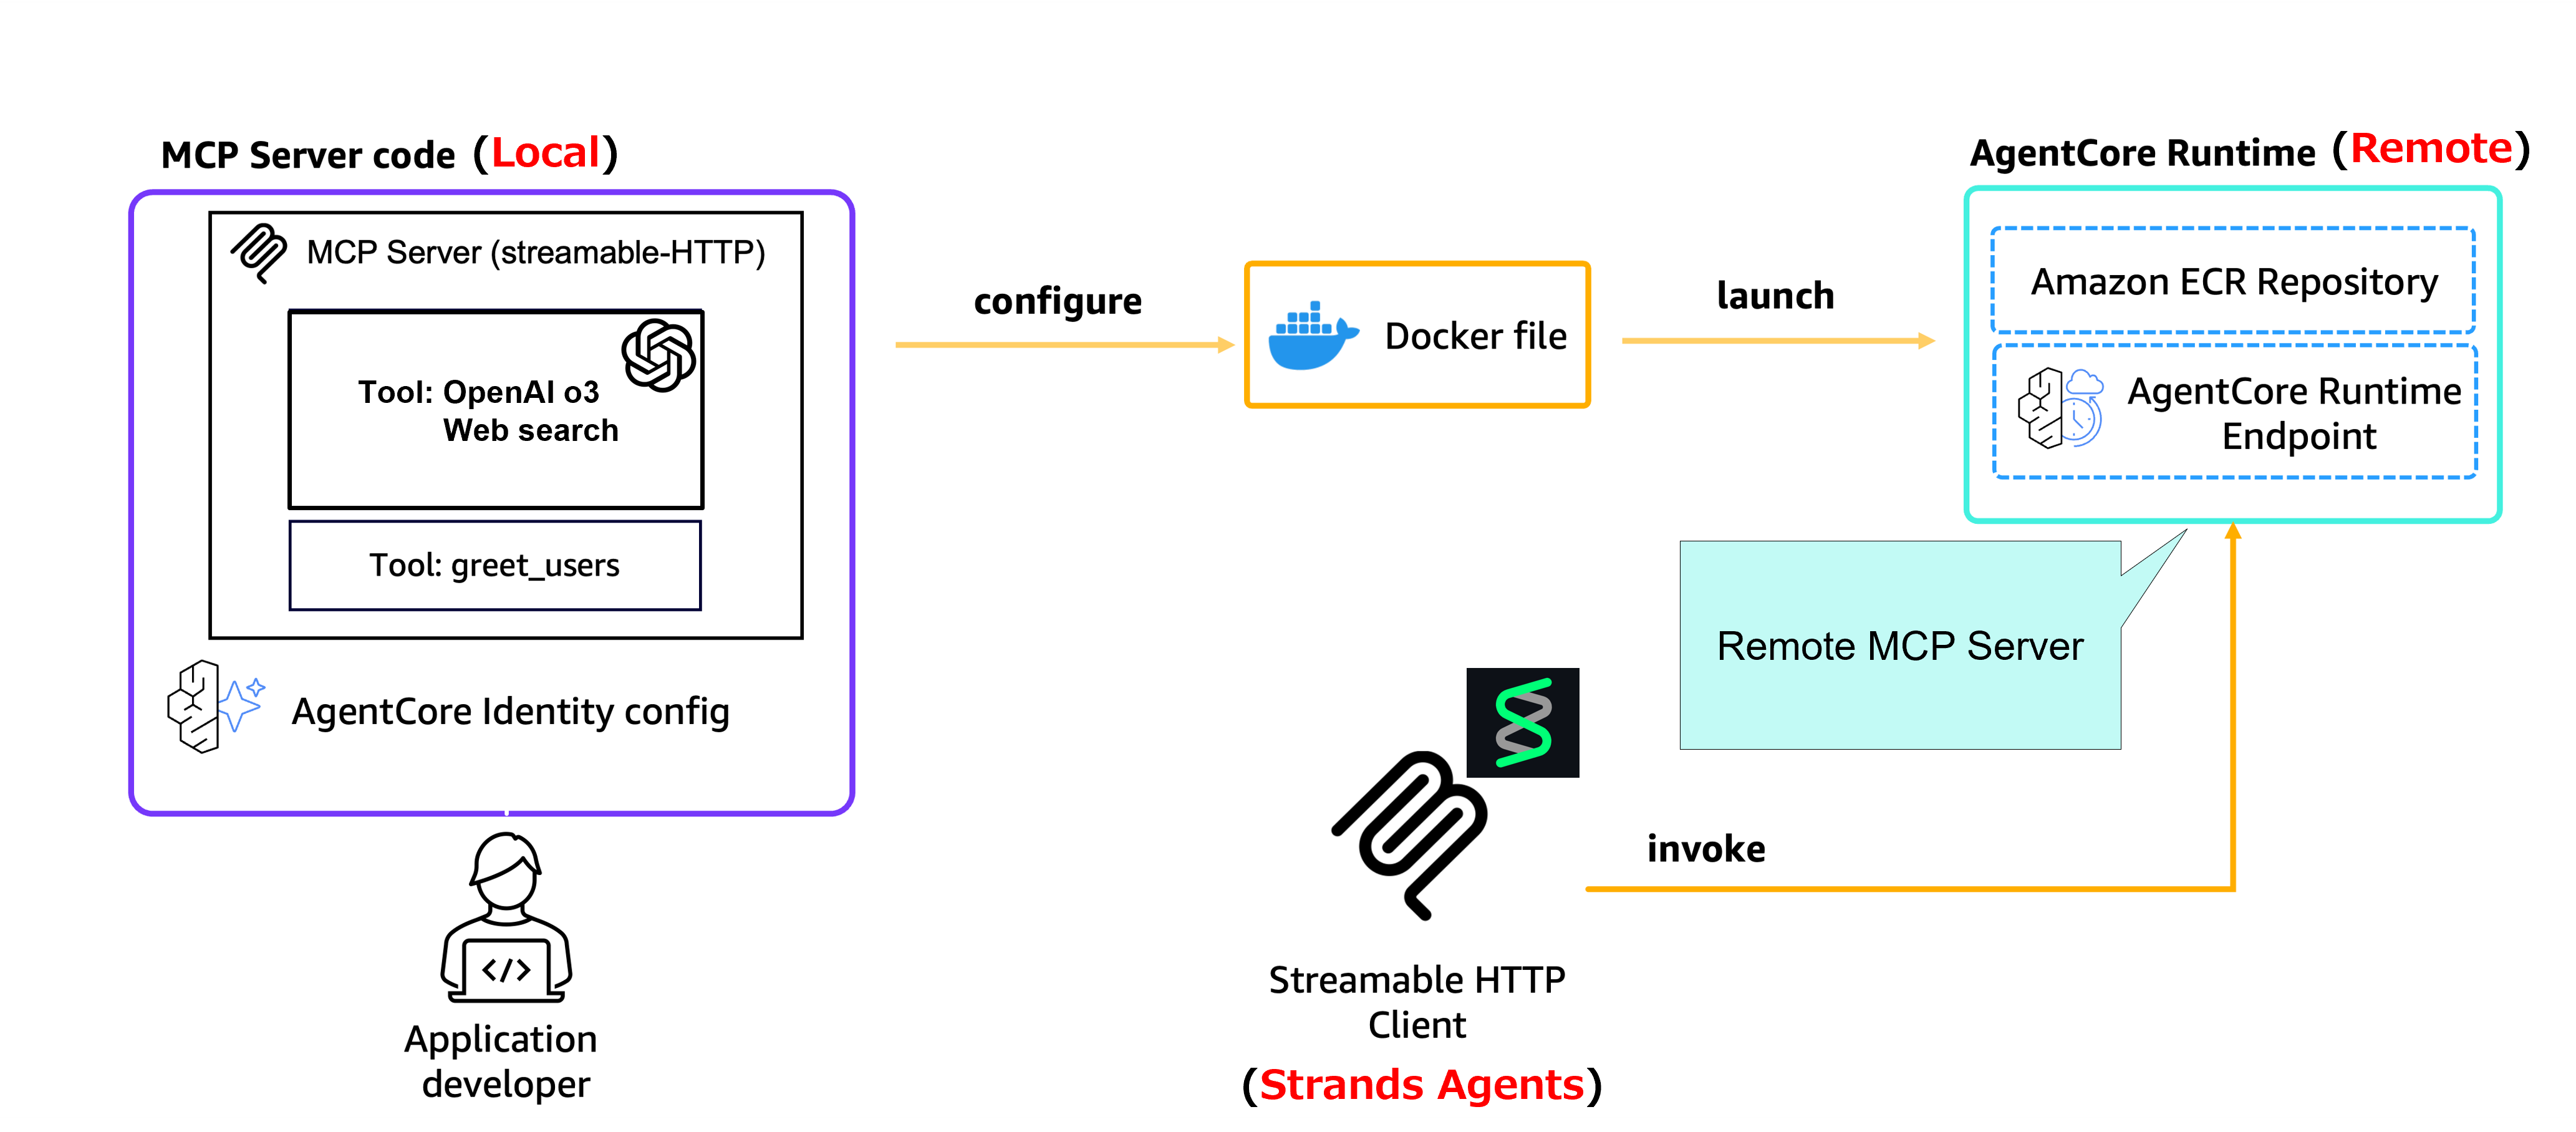 MCP Server code (Local)
MCP Server (streamable-HTTP)
Tool: OpenAI o3
Web search
Tool: greet_users
AgentCore Identity config
Application
developer
configure
Docker file
launch
AgentCore Runtime (Remote)
Amazon ECR Repository
AgentCore Runtime
Endpoint
Remote MCP Server
invoke
Streamable HTTP
Client
(Strands Agents)